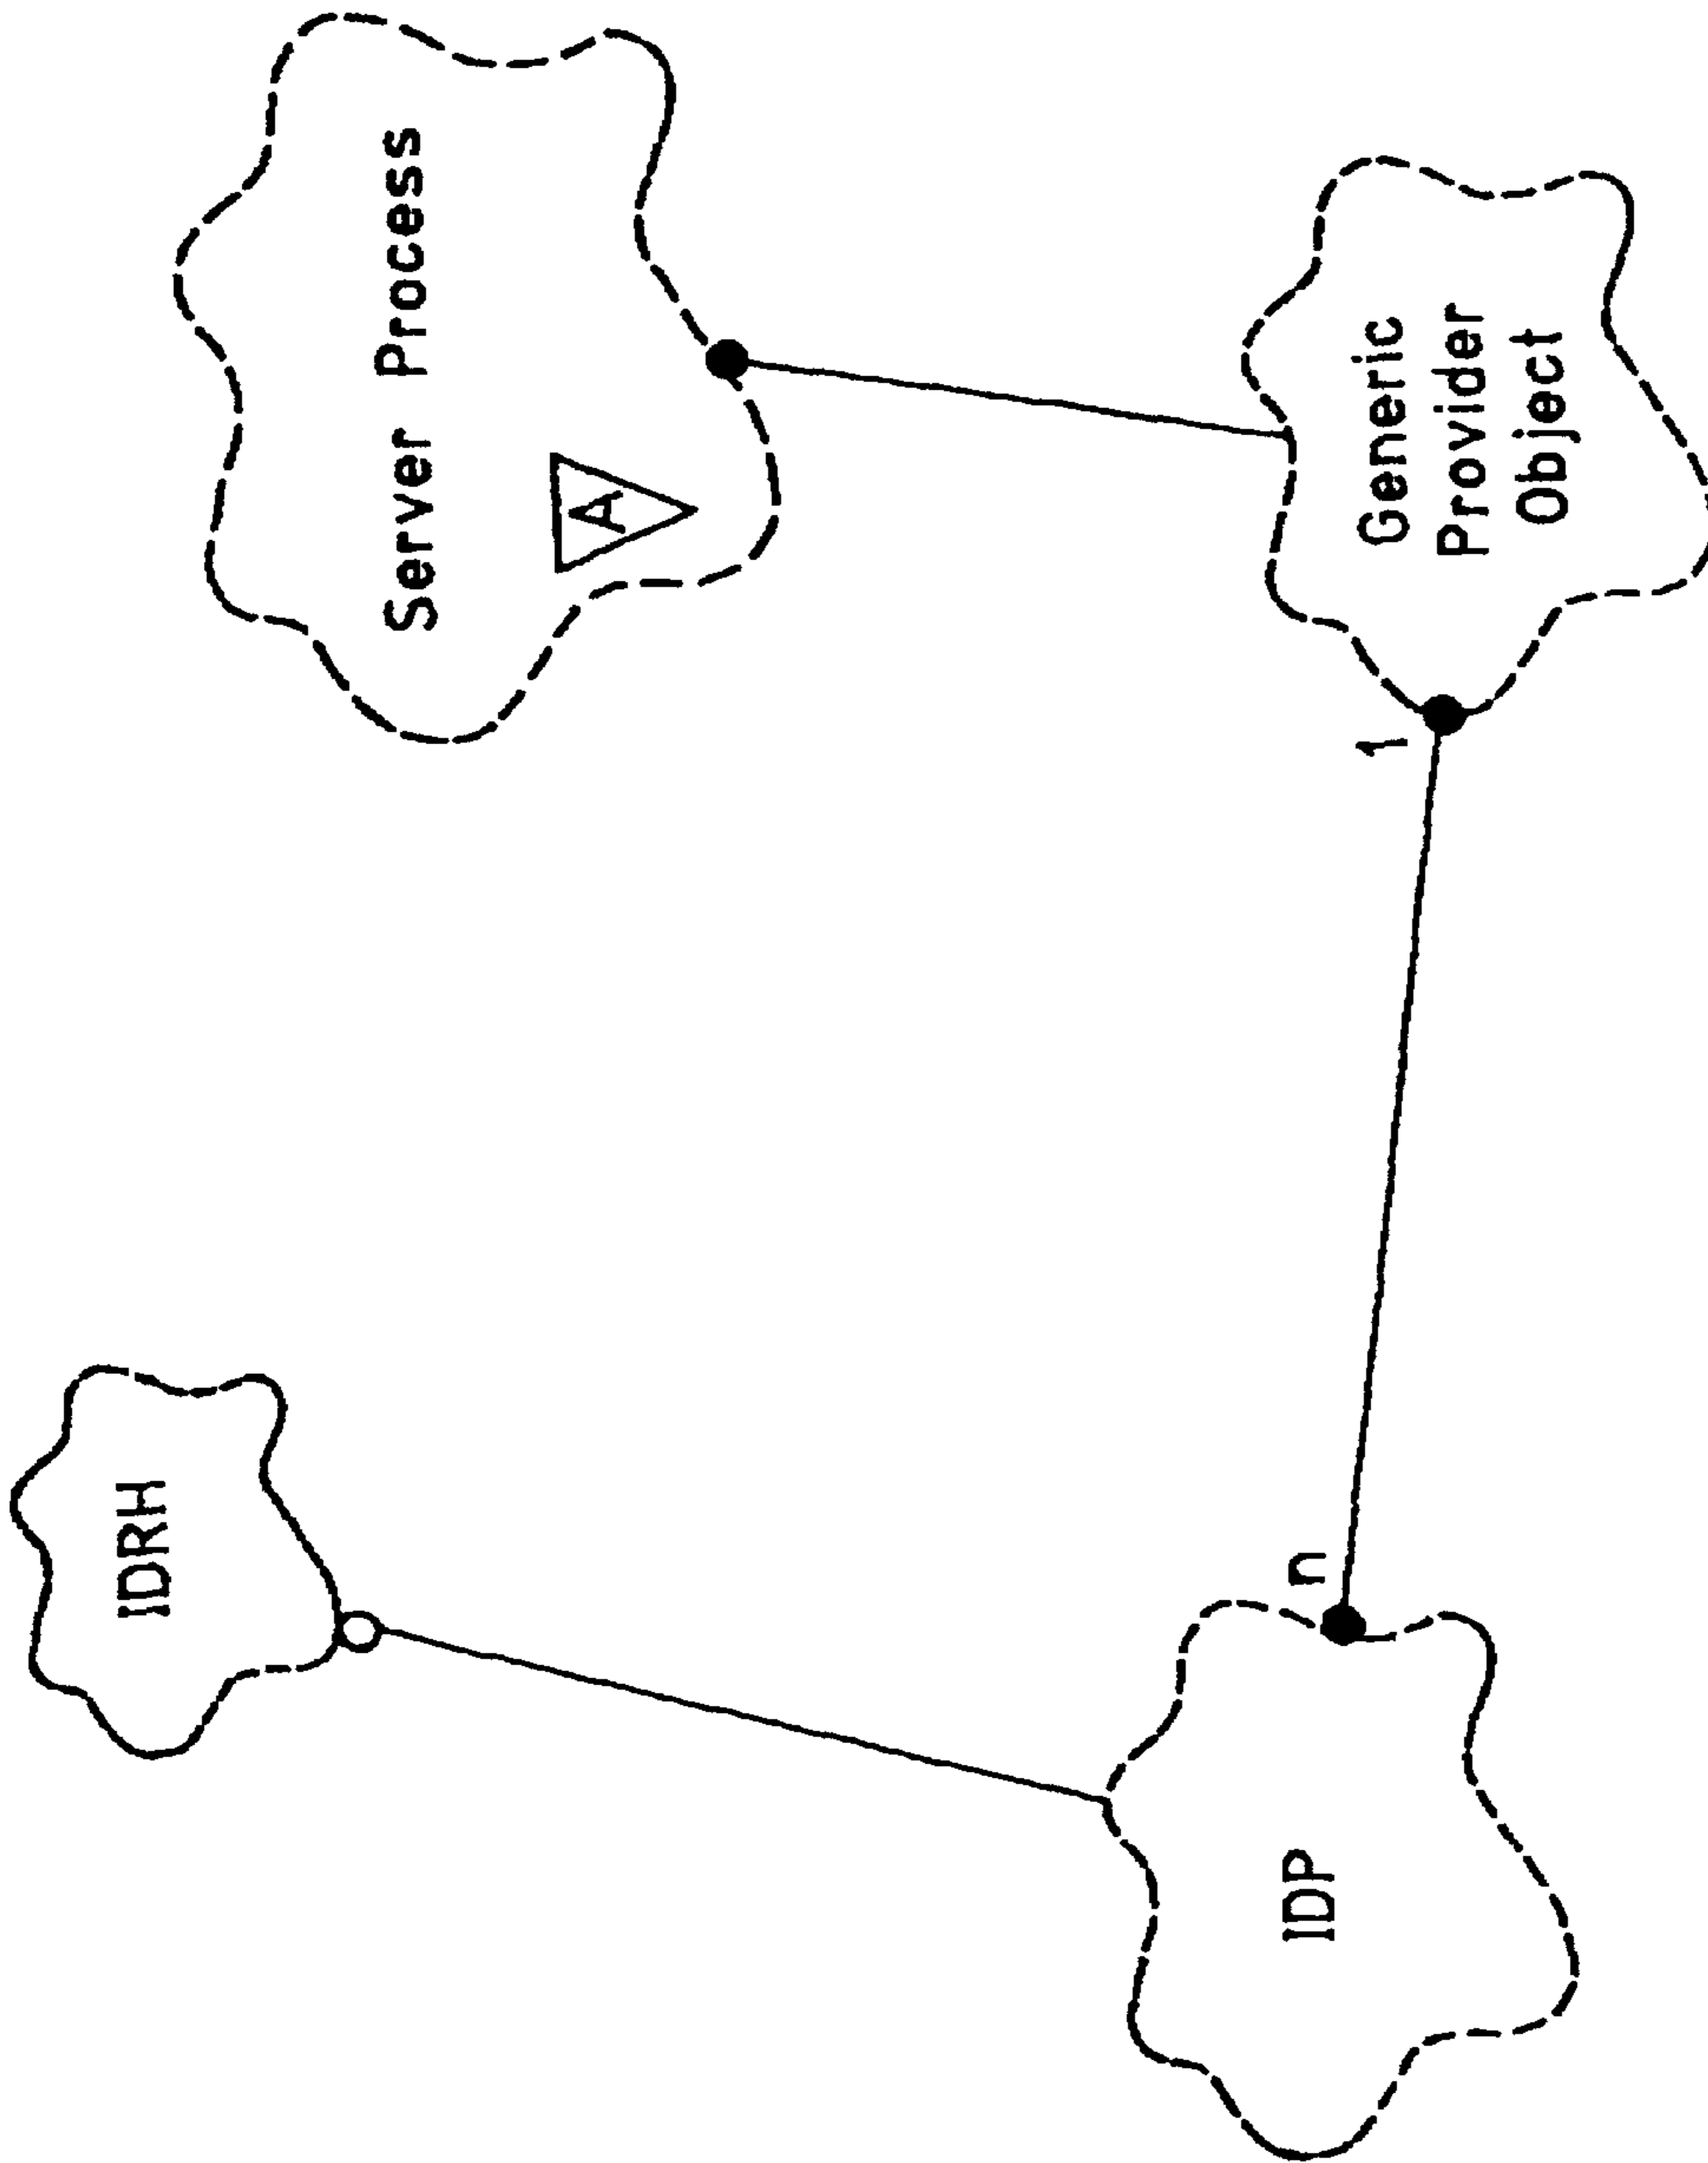 IDRH
Server Process
A
IDP
n
1
Generic
Provider
Object